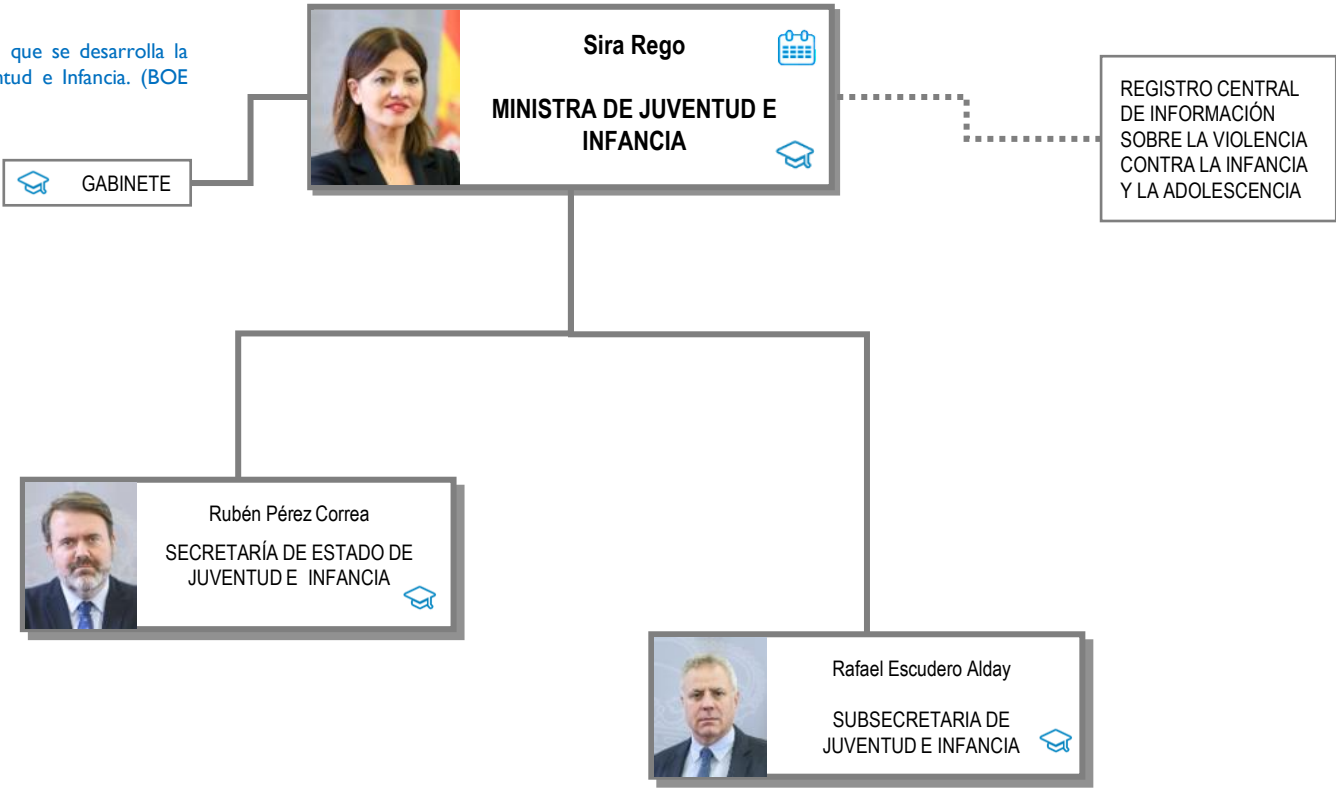 que se desarrolla la
ntud e Infancia. (BOE
Sira Rego
MINISTRA DE JUVENTUD E
INFANCIA
GABINETE
REGISTRO CENTRAL
DE INFORMACIÓN
SOBRE LA VIOLENCIA
CONTRA LA INFANCIA
Y LA ADOLESCENCIA
Rubén Pérez Correa
SECRETARÍA DE ESTADO DE
JUVENTUD E INFANCIA
Rafael Escudero Alday
SUBSECRETARIA DE
JUVENTUD E INFANCIA